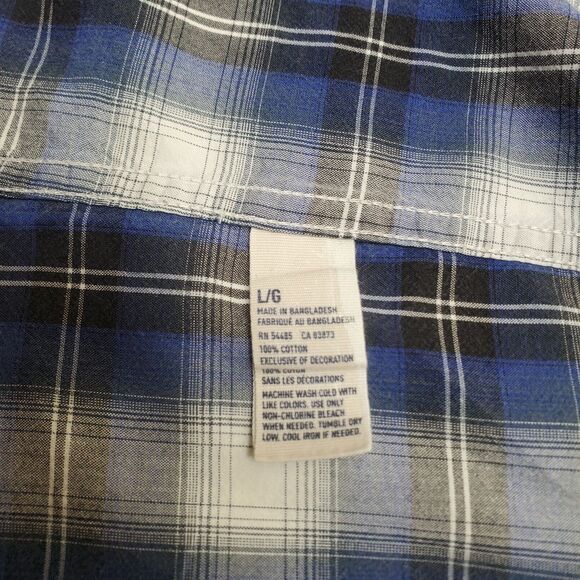 L/G
MADE IN BANGLADESH
FABRIQUÉ AU BANGLADESH
RN 54485 CA 03873
100% COTTON
EXCLUSIVE OF DECORATION
100% COTON
SANS LES DÉCORATIONS
MACHINE WASH COLD WITH
LIKE COLORS. USE ONLY
NON-CHLORINE BLEACH
WHEN NEEDED. TUMBLE DRY
LOW. COOL IRON IF NEEDED.